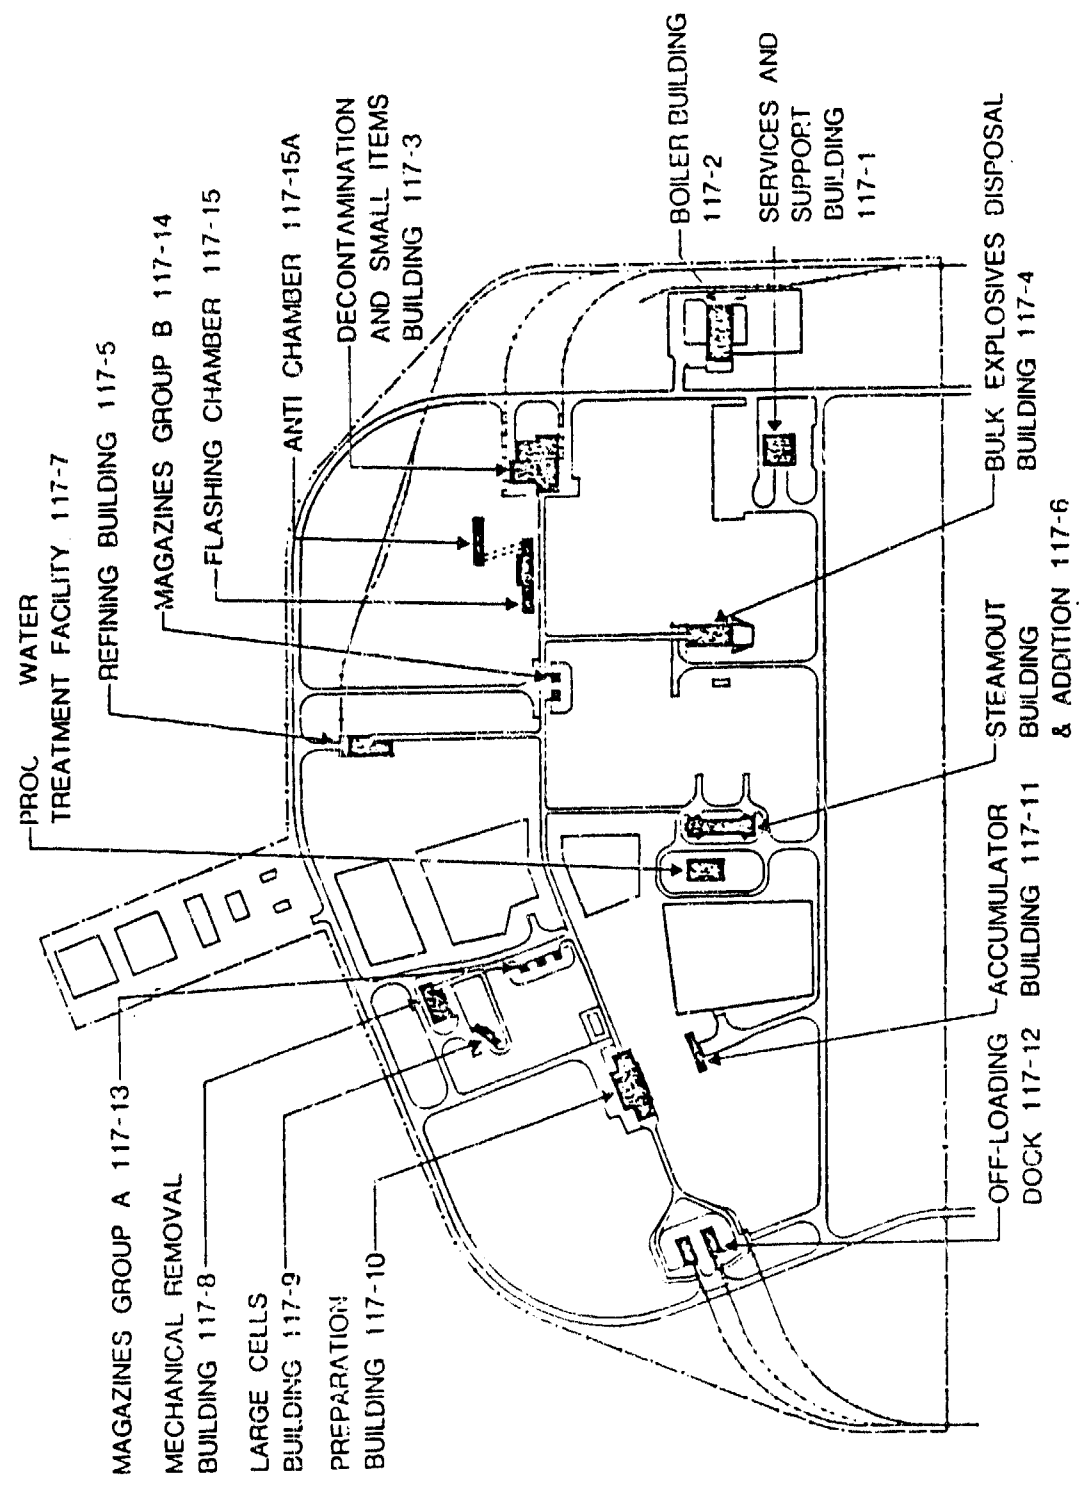 MAGAZINES GROUP A 117-13
MECHANICAL REMOVAL
BUILDING 117-8
LARGE CELLS
BUILDING 117-9
PREPARATION
BUILDING 117-10
PROC WATER
TREATMENT FACILITY 117-7
REFINING BUILDING 117-5
MAGAZINES GROUP B 117-14
FLASHING CHAMBER 117-15
ANTI CHAMBER 117-15A
DECONTAMINATION
AND SMALL ITEMS
BUILDING 117-3
BOILER BUILDING
117-2
SERVICES AND
SUPPORT
BUILDING
117-1
OFF-LOADING
DOCK 117-12
ACCUMULATOR
BUILDING 117-11
STEAMOUT
BUILDING
& ADDITION 117-6
BULK EXPLOSIVES DISPOSAL
BUILDING 117-4